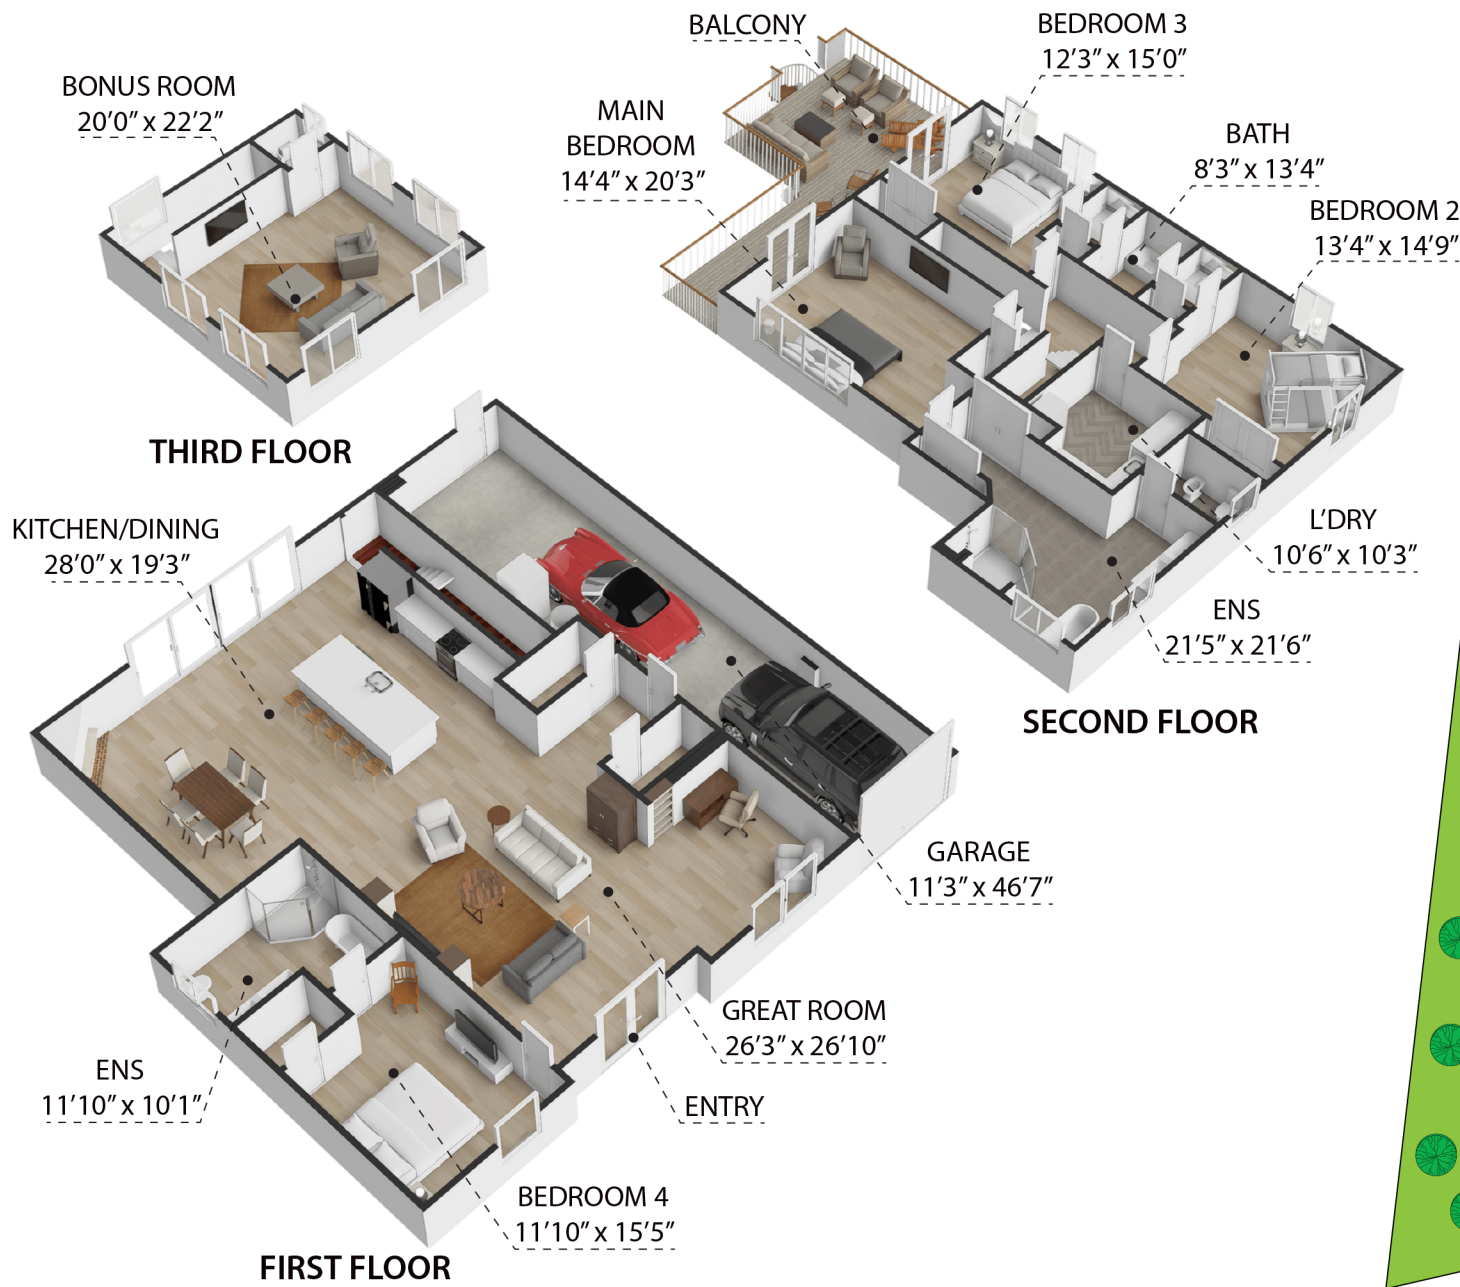 BONUS ROOM
20'0” x 22'2”
THIRD FLOOR
BALCONY
BEDROOM 3
12'3” x 15'0”
MAIN
BEDROOM
14'4” x 20'3”
BATH
8'3” x 13'4”
BEDROOM 2
13'4” x 14'9”
L'DRY
10'6” x 10'3”
ENS
21'5” x 21'6”
SECOND FLOOR
KITCHEN/DINING
28'0” x 19'3”
GARAGE
11'3” x 46'7”
GREAT ROOM
26'3” x 26'10”
ENS
11'10” x 10'1”
ENTRY
BEDROOM 4
11'10” x 15'5”
FIRST FLOOR